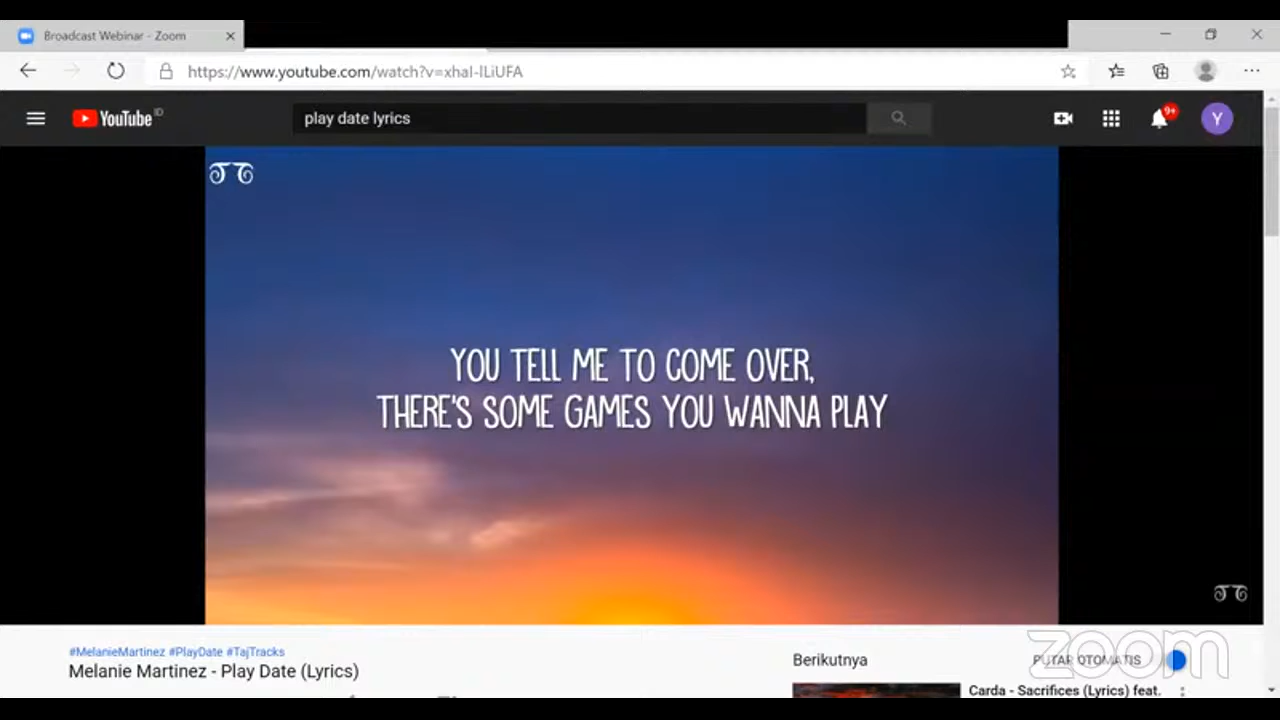 Broadcast Webinar - Zoom
https://www.youtube.com/watch?v=xhaI-lLiUFA
YouTube ID
play date lyrics
9+
Y
YOU TELL ME TO COME OVER,
THERE'S SOME GAMES YOU WANNA PLAY
#MelanieMartinez #PlayDate #TajTracks
Melanie Martinez - Play Date (Lyrics)
Berikutnya
PUTAR OTOMATIS
zoom
Carda - Sacrifices (Lyrics) feat.